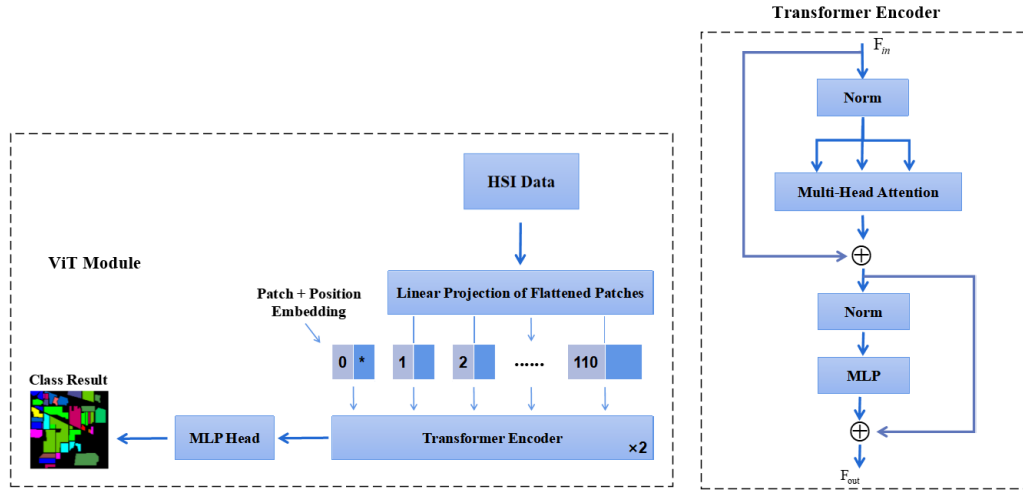 Transformer Encoder
F_in
Norm
Multi-Head Attention
Norm
MLP
F_out
HSI Data
ViT Module
Linear Projection of Flattened Patches
Patch + Position
Embedding
0 * 1 2 ...... 110
Class Result
MLP Head
Transformer Encoder
×2